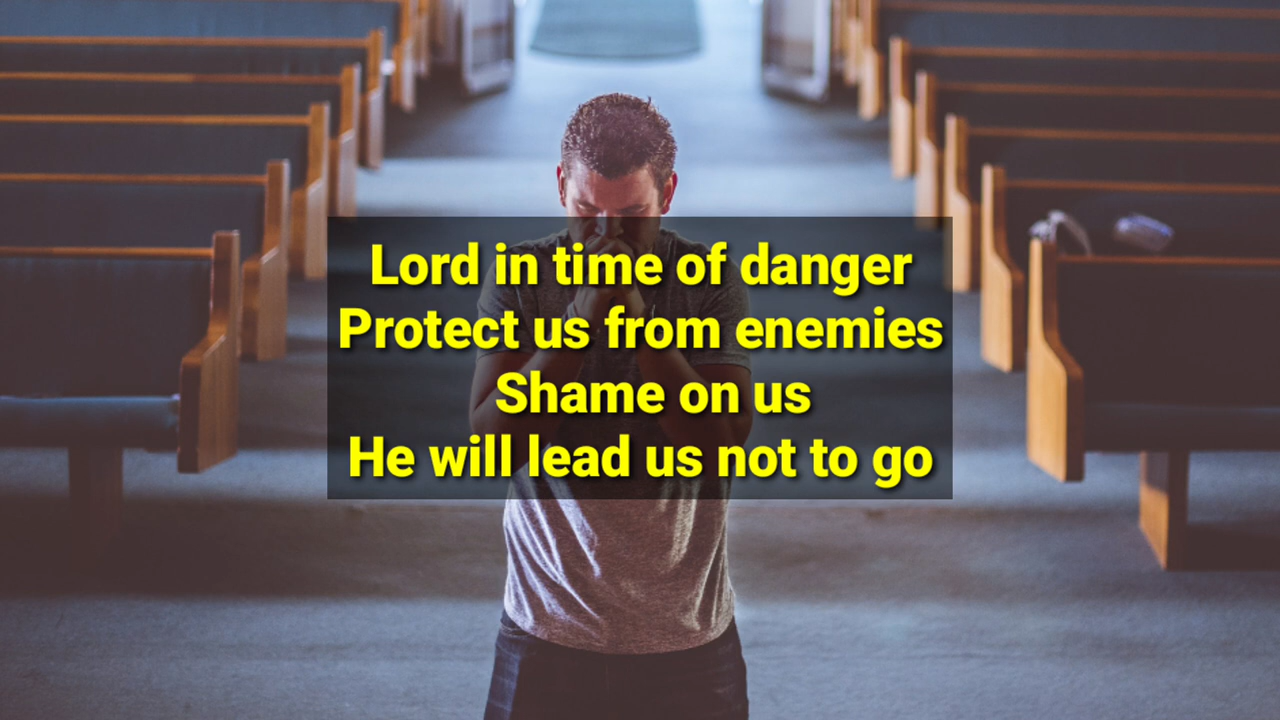 Lord in time of danger
Protect us from enemies
Shame on us
He will lead us not to go